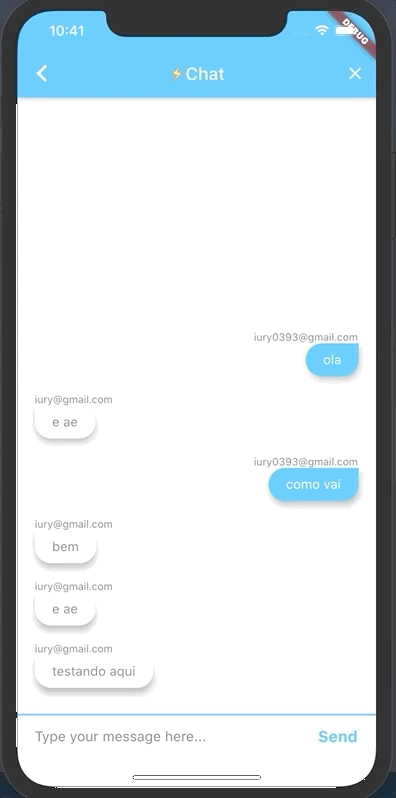 10:41
DEBUG
⚡Chat
iury0393@gmail.com
ola
iury@gmail.com
e ae
iury0393@gmail.com
como vai
iury@gmail.com
bem
iury@gmail.com
e ae
iury@gmail.com
testando aqui
Type your message here...
Send